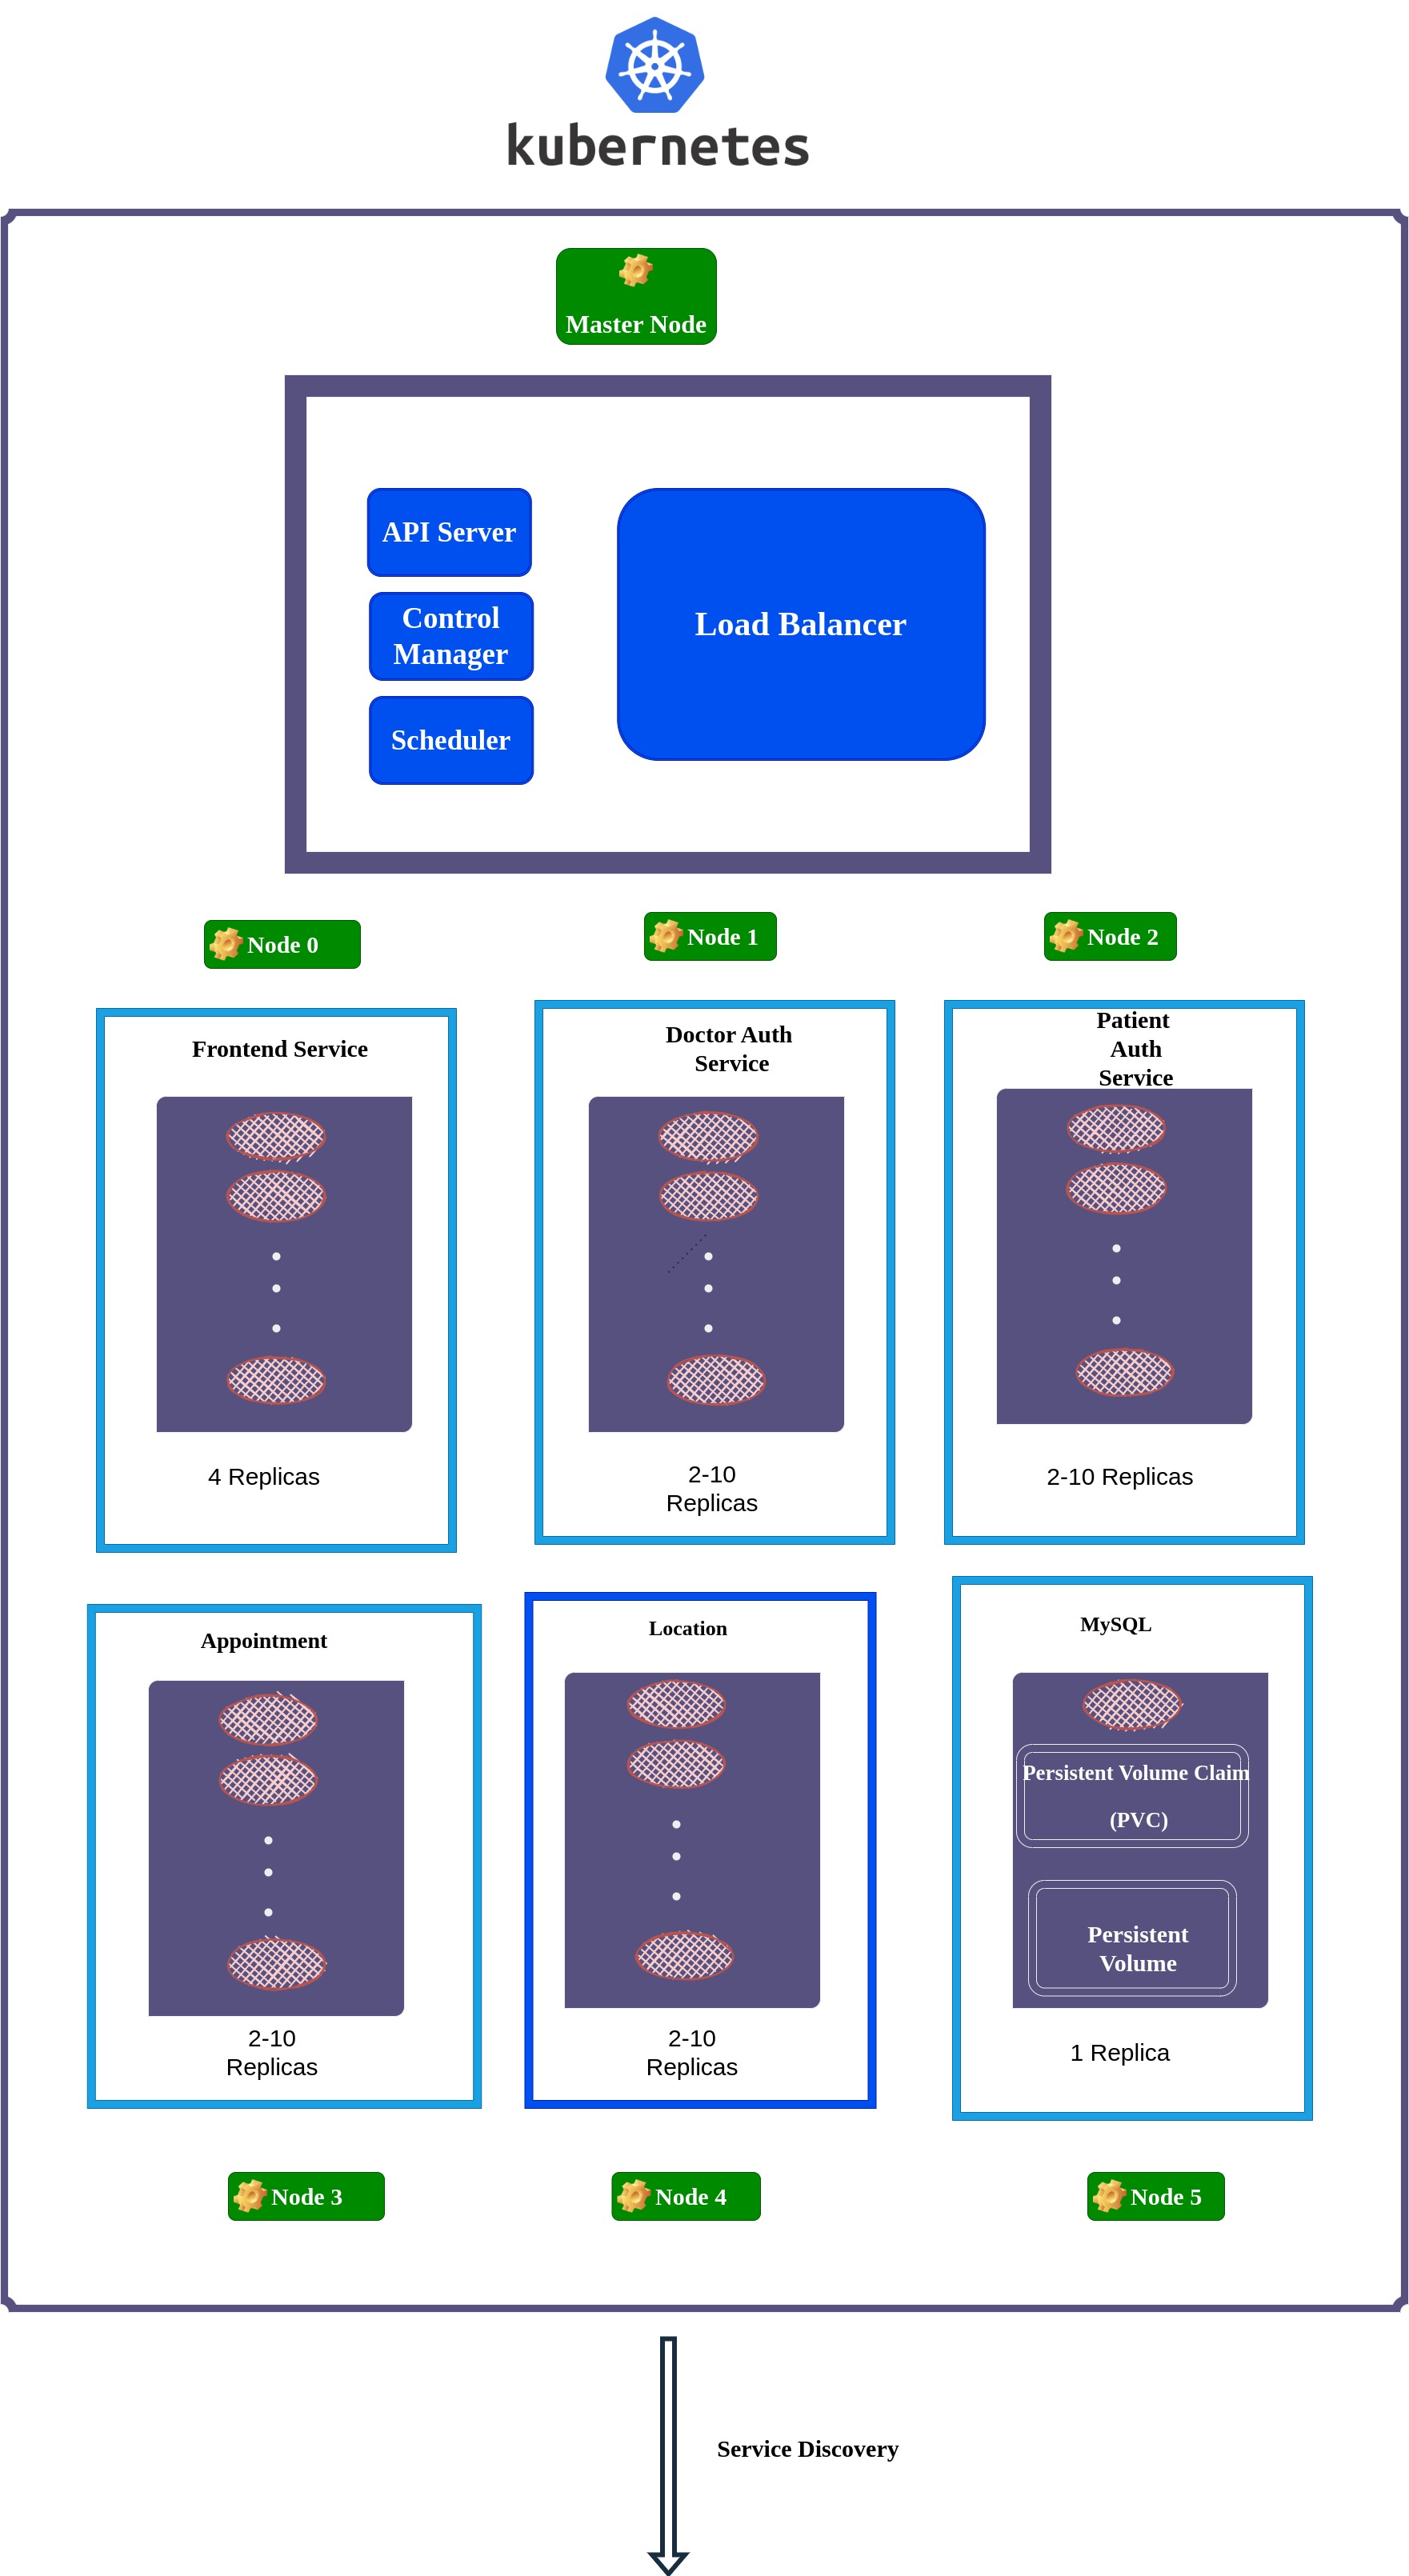 kubernetes
Master Node
API Server
Control
Manager
Scheduler
Load Balancer
Node 0
Node 1
Node 2
Frontend Service
Doctor Auth
Service
Patient
Auth
Service
4 Replicas
2-10
Replicas
2-10 Replicas
Appointment
Location
MySQL
Persistent Volume Claim
(PVC)
Persistent
Volume
2-10
Replicas
2-10
Replicas
1 Replica
Node 3
Node 4
Node 5
Service Discovery